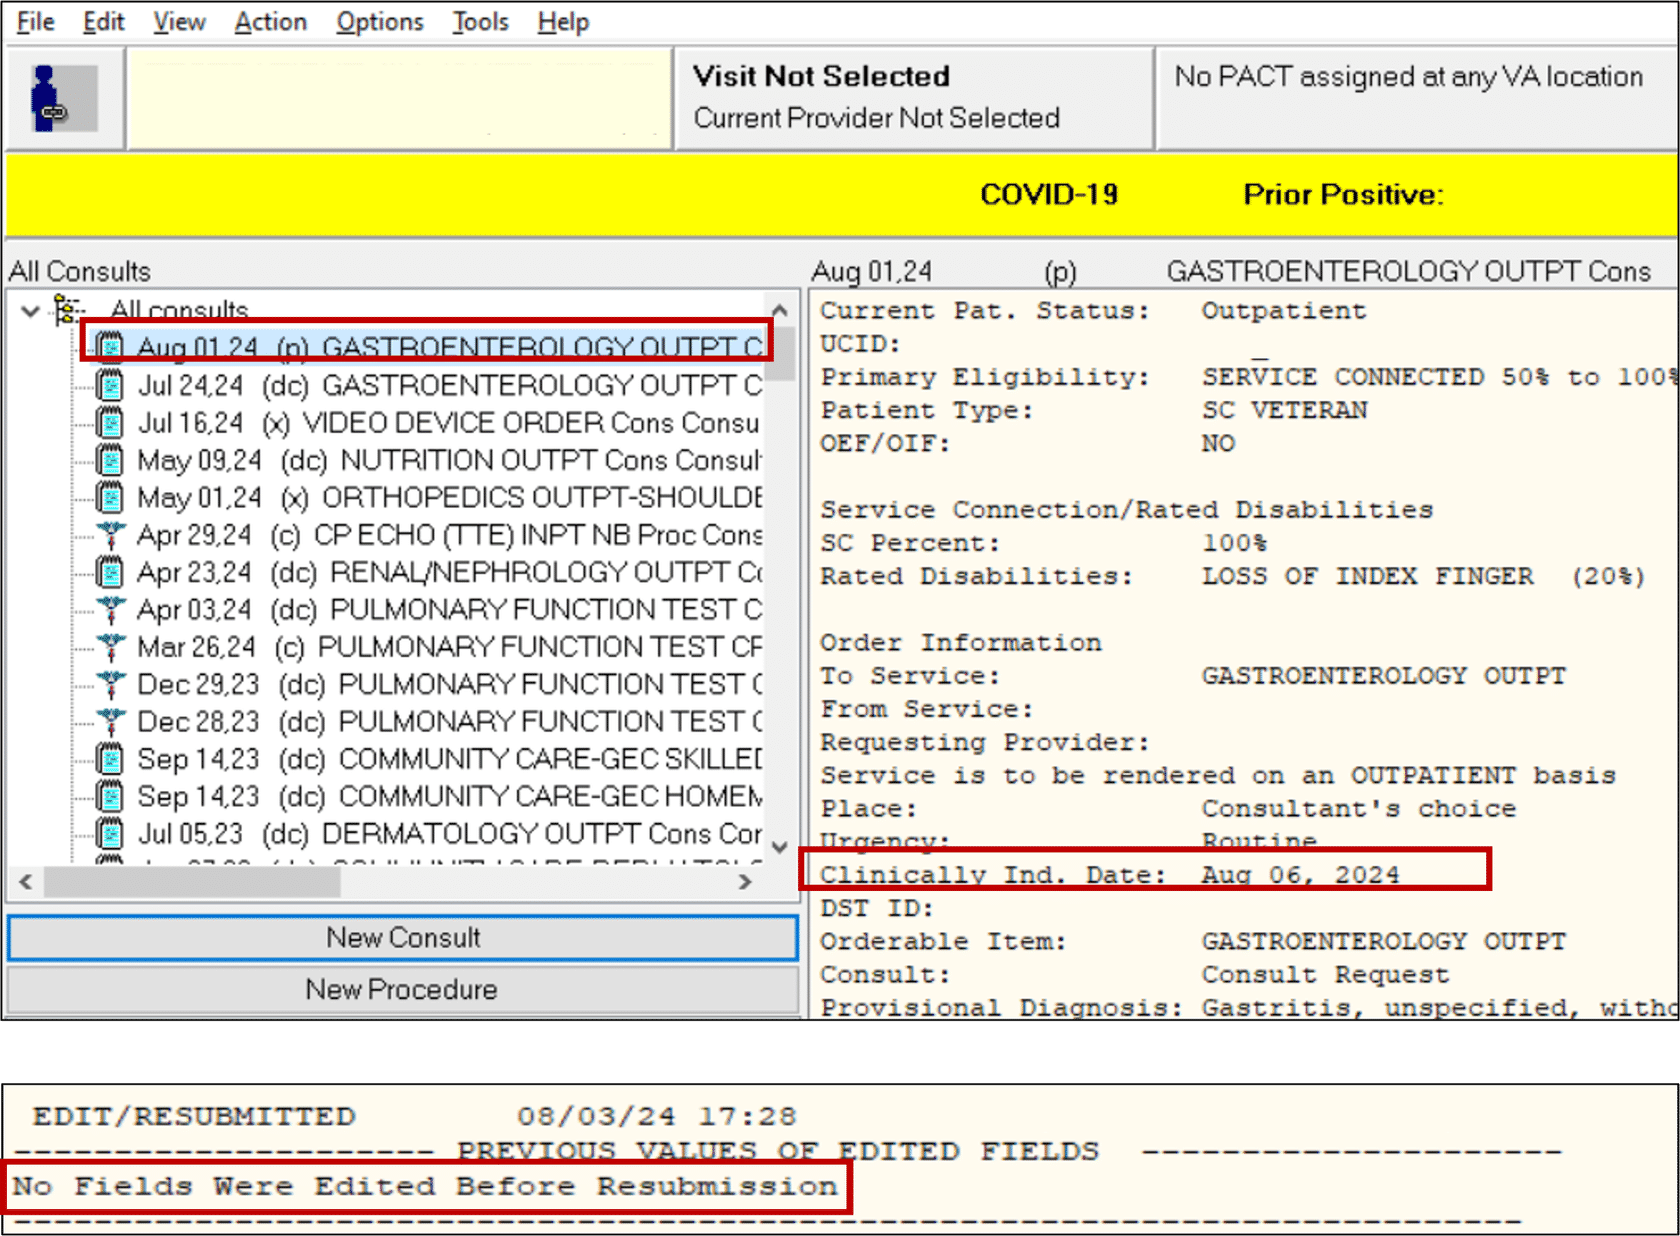 File Edit View Action Options Tools Help
Visit Not Selected
Current Provider Not Selected
No PACT assigned at any VA location
COVID-19 Prior Positive:
All Consults
All consults
Aug 01,24 (p) GASTROENTEROLOGY OUTPT C
Jul 24,24 (dc) GASTROENTEROLOGY OUTPT C
Jul 16,24 (x) VIDEO DEVICE ORDER Cons Consu
May 09,24 (dc) NUTRITION OUTPT Cons Consul
May 01,24 (x) ORTHOPEDICS OUTPT-SHOULDE
Apr 29,24 (c) CP ECHO (TTE) INPT NB Proc Cons
Apr 23,24 (dc) RENAL/NEPHROLOGY OUTPT Co
Apr 03,24 (dc) PULMONARY FUNCTION TEST C
Mar 26,24 (c) PULMONARY FUNCTION TEST CF
Dec 29,23 (dc) PULMONARY FUNCTION TEST C
Dec 28,23 (dc) PULMONARY FUNCTION TEST C
Sep 14,23 (dc) COMMUNITY CARE-GEC SKILLED
Sep 14,23 (dc) COMMUNITY CARE-GEC HOMEM
Jul 05,23 (dc) DERMATOLOGY OUTPT Cons Con
New Consult
New Procedure
Aug 01,24 (p) GASTROENTEROLOGY OUTPT Cons
Current Pat. Status: Outpatient
UCID: _
Primary Eligibility: SERVICE CONNECTED 50% to 100%
Patient Type: SC VETERAN
OEF/OIF: NO
Service Connection/Rated Disabilities
SC Percent: 100%
Rated Disabilities: LOSS OF INDEX FINGER (20%)
Order Information
To Service: GASTROENTEROLOGY OUTPT
From Service:
Requesting Provider:
Service is to be rendered on an OUTPATIENT basis
Place: Consultant's choice
Urgency: Routine
Clinically Ind. Date: Aug 06, 2024
DST ID:
Orderable Item: GASTROENTEROLOGY OUTPT
Consult: Consult Request
Provisional Diagnosis: Gastritis, unspecified, witho
EDIT/RESUBMITTED 08/03/24 17:28
--------------------- PREVIOUS VALUES OF EDITED FIELDS ---------------------
No Fields Were Edited Before Resubmission
---------------------------------------------------------------------------